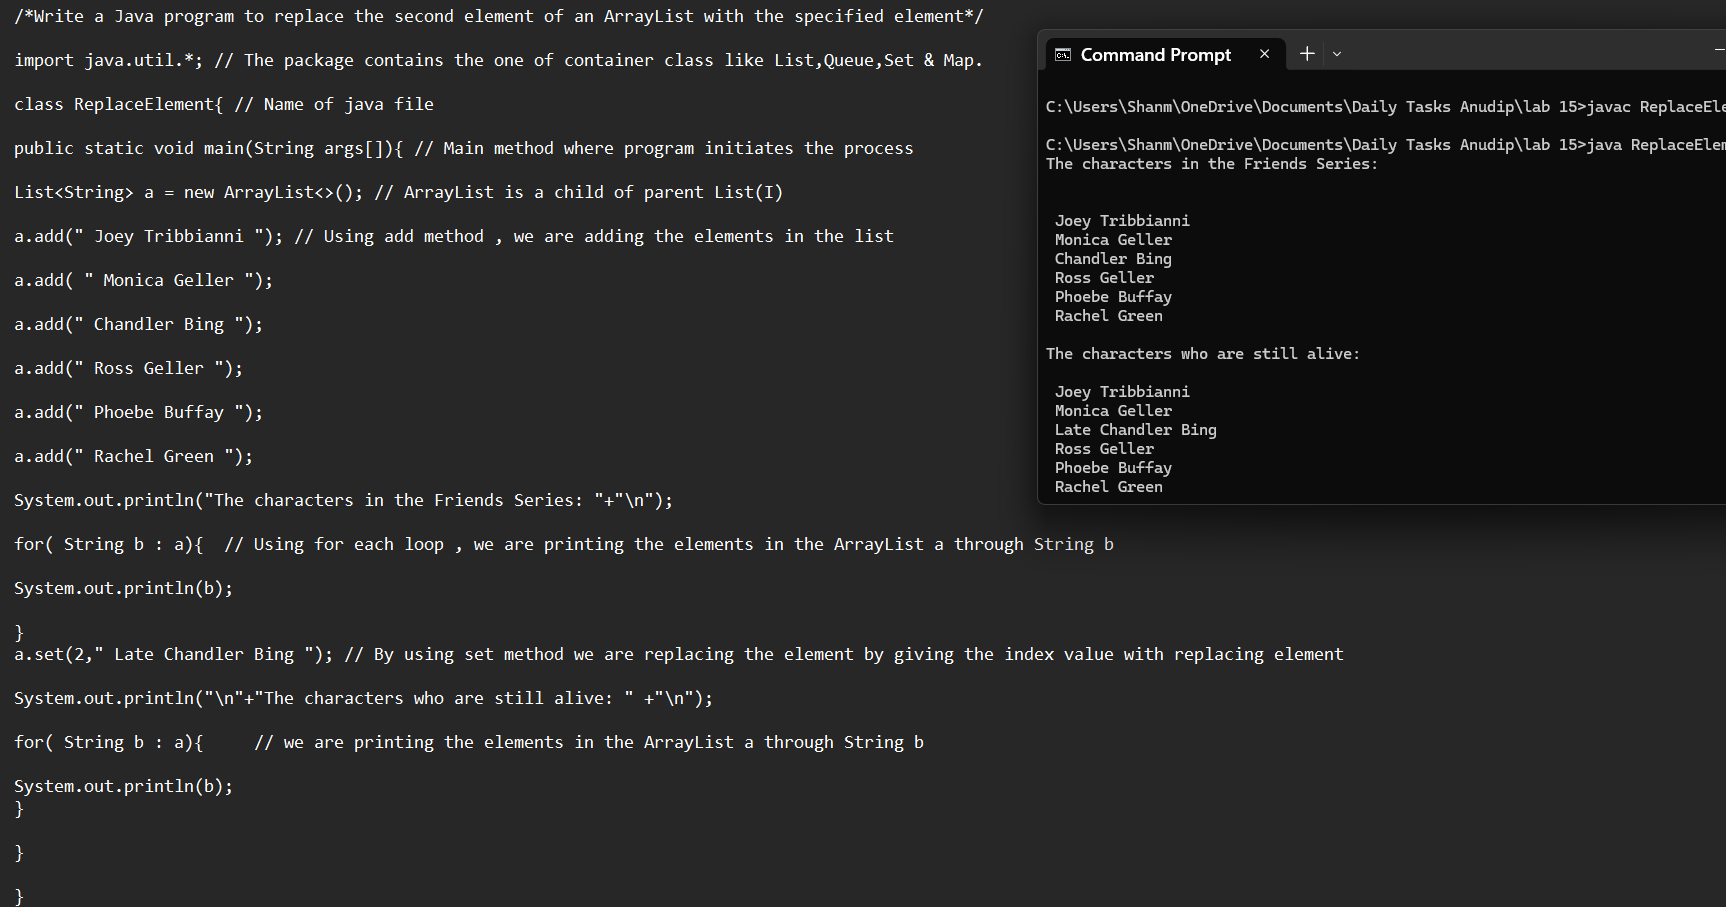 /*Write a Java program to replace the second element of an ArrayList with the specified element*/
import java.util.*; // The package contains the one of container class like List,Queue,Set & Map.
class ReplaceElement{ // Name of java file
public static void main(String args[]){ // Main method where program initiates the process
List<String> a = new ArrayList<>(); // ArrayList is a child of parent List(I)
a.add(" Joey Tribbianni "); // Using add method , we are adding the elements in the list
a.add( " Monica Geller ");
a.add(" Chandler Bing ");
a.add(" Ross Geller ");
a.add(" Phoebe Buffay ");
a.add(" Rachel Green ");
System.out.println("The characters in the Friends Series: "+"\n");
for( String b : a){  // Using for each loop , we are printing the elements in the ArrayList a through String b
System.out.println(b);
}
a.set(2," Late Chandler Bing "); // By using set method we are replacing the element by giving the index value with replacing element
System.out.println("\n"+"The characters who are still alive: " +"\n");
for( String b : a){     // we are printing the elements in the ArrayList a through String b
System.out.println(b);
}
}
}
Command Prompt
C:\Users\Shanm\OneDrive\Documents\Daily Tasks Anudip\lab 15>javac ReplaceEle
C:\Users\Shanm\OneDrive\Documents\Daily Tasks Anudip\lab 15>java ReplaceElem
The characters in the Friends Series:
Joey Tribbianni
Monica Geller
Chandler Bing
Ross Geller
Phoebe Buffay
Rachel Green
The characters who are still alive:
Joey Tribbianni
Monica Geller
Late Chandler Bing
Ross Geller
Phoebe Buffay
Rachel Green